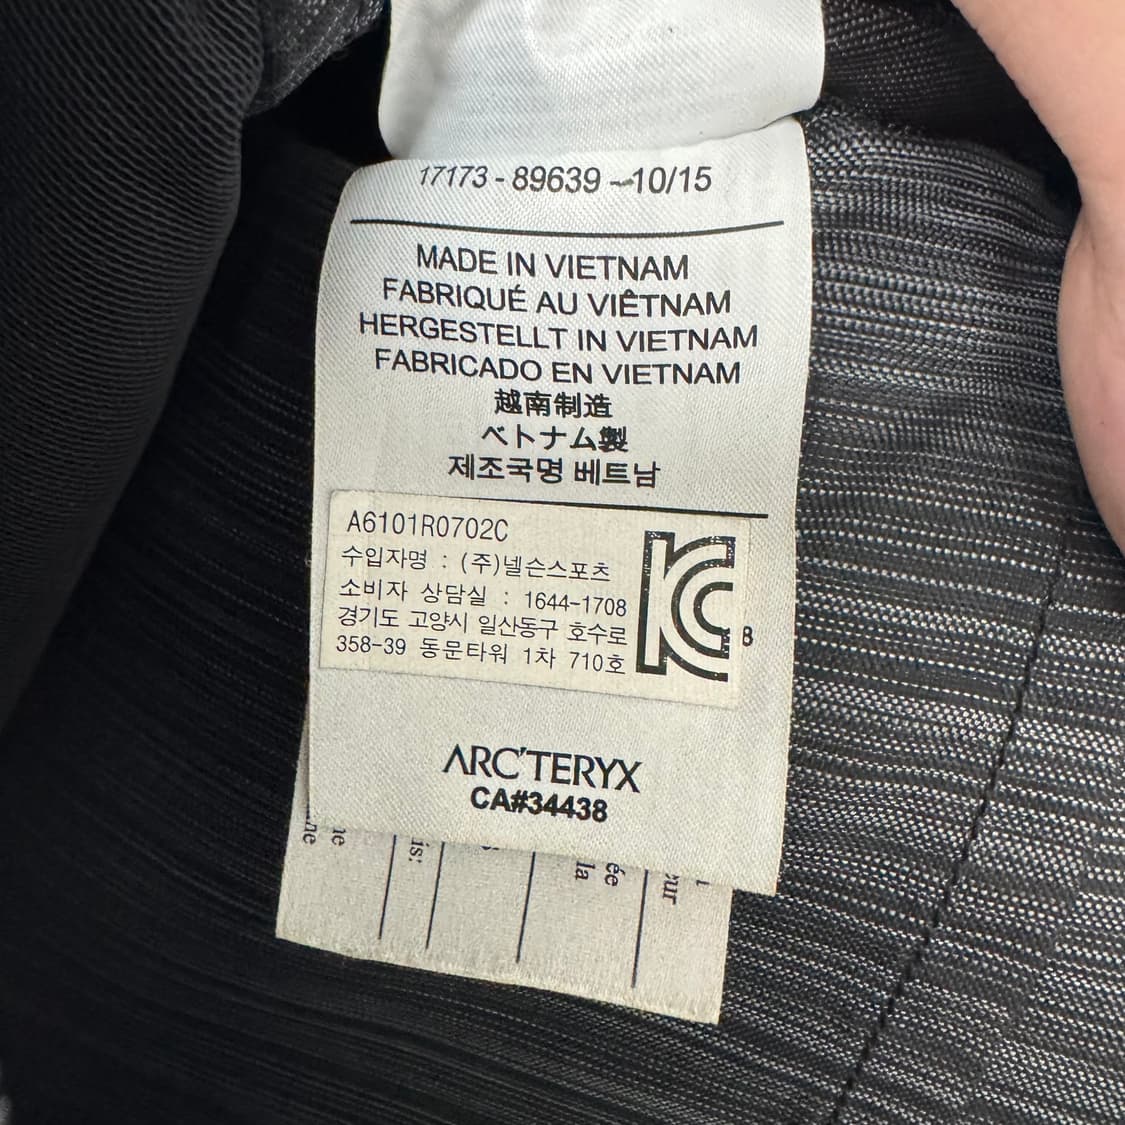 17173 - 89639 - 10/15
MADE IN VIETNAM
FABRIQUÉ AU VIÊTNAM
HERGESTELLT IN VIETNAM
FABRICADO EN VIETNAM
越南制造
ベトナム製
제조국명 베트남
A6101R0702C
수입자명 : (주)넬슨스포츠
소비자 상담실 : 1644-1708
경기도 고양시 일산동구 호수로
358-39 동문타워 1차 710호
8
ARC'TERYX
CA#34438
la